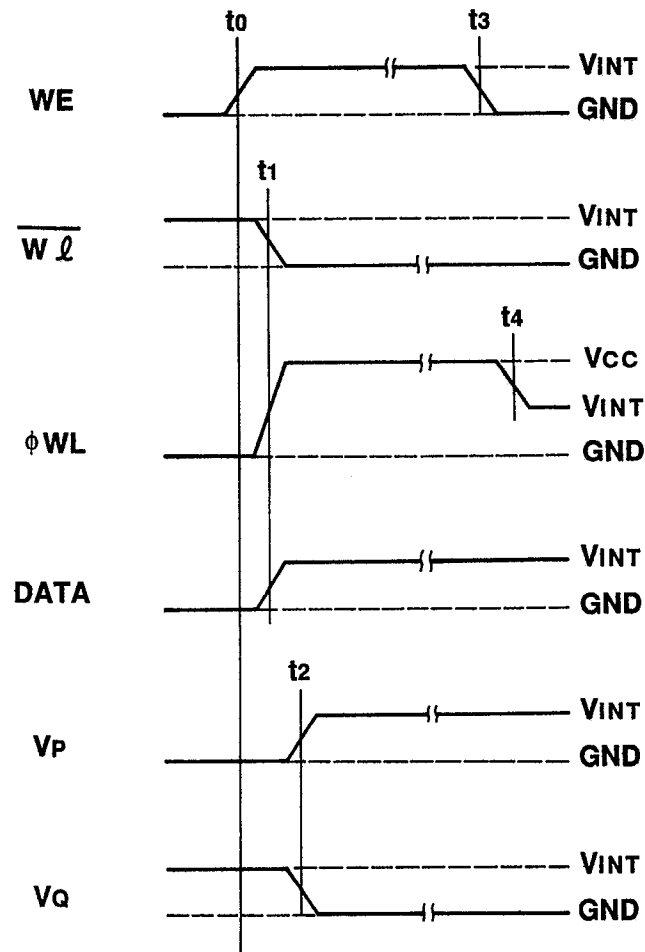 t0 t3
VINT
WE
GND
t1
VINT
W ℓ
GND
t4
VCC
VINT
φWL
GND
VINT
DATA
GND
t2
VINT
VP
GND
VINT
VQ
GND